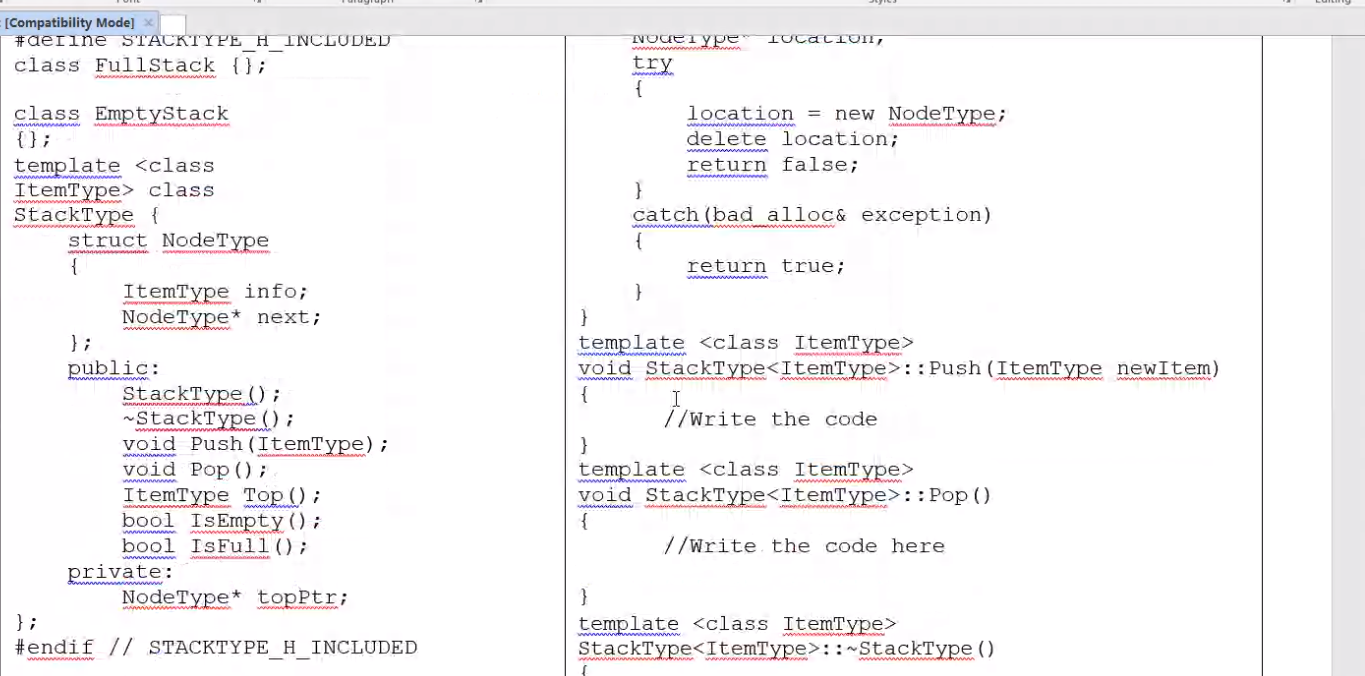 Font
Paragraph
Styles
Editing
[Compatibility Mode]
#define STACKTYPE_H_INCLUDED
class FullStack {};
class EmptyStack
{};
template <class
ItemType> class
StackType {
struct NodeType
{
ItemType info;
NodeType* next;
};
public:
StackType();
~StackType();
void Push(ItemType);
void Pop();
ItemType Top();
bool IsEmpty();
bool IsFull();
private:
NodeType* topPtr;
};
#endif // STACKTYPE_H_INCLUDED
NodeType* location;
try
{
location = new NodeType;
delete location;
return false;
}
catch(bad_alloc& exception)
{
return true;
}
}
template <class ItemType>
void StackType<ItemType>::Push(ItemType newItem)
{
//Write the code
}
template <class ItemType>
void StackType<ItemType>::Pop()
{
//Write the code here
}
template <class ItemType>
StackType<ItemType>::~StackType()
{